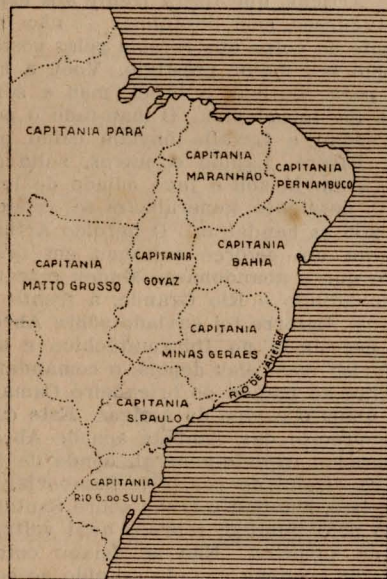 CAPITANIA PARÁ
CAPITANIA
MARANHÃO
CAPITANIA
PERNAMBUCO
CAPITANIA
MATTO GROSSO
CAPITANIA
GOYAZ
CAPITANIA
BAHIA
CAPITANIA
MINAS GERAES
RIO DE JANEIRO
CAPITANIA
S. PAULO
CAPITANIA
RIO G. DO SUL